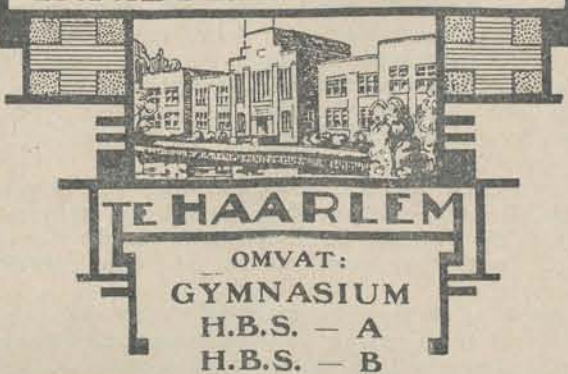 TE HAARLEM
OMVAT:
GYMNASIUM
H.B.S. — A
H.B.S. — B